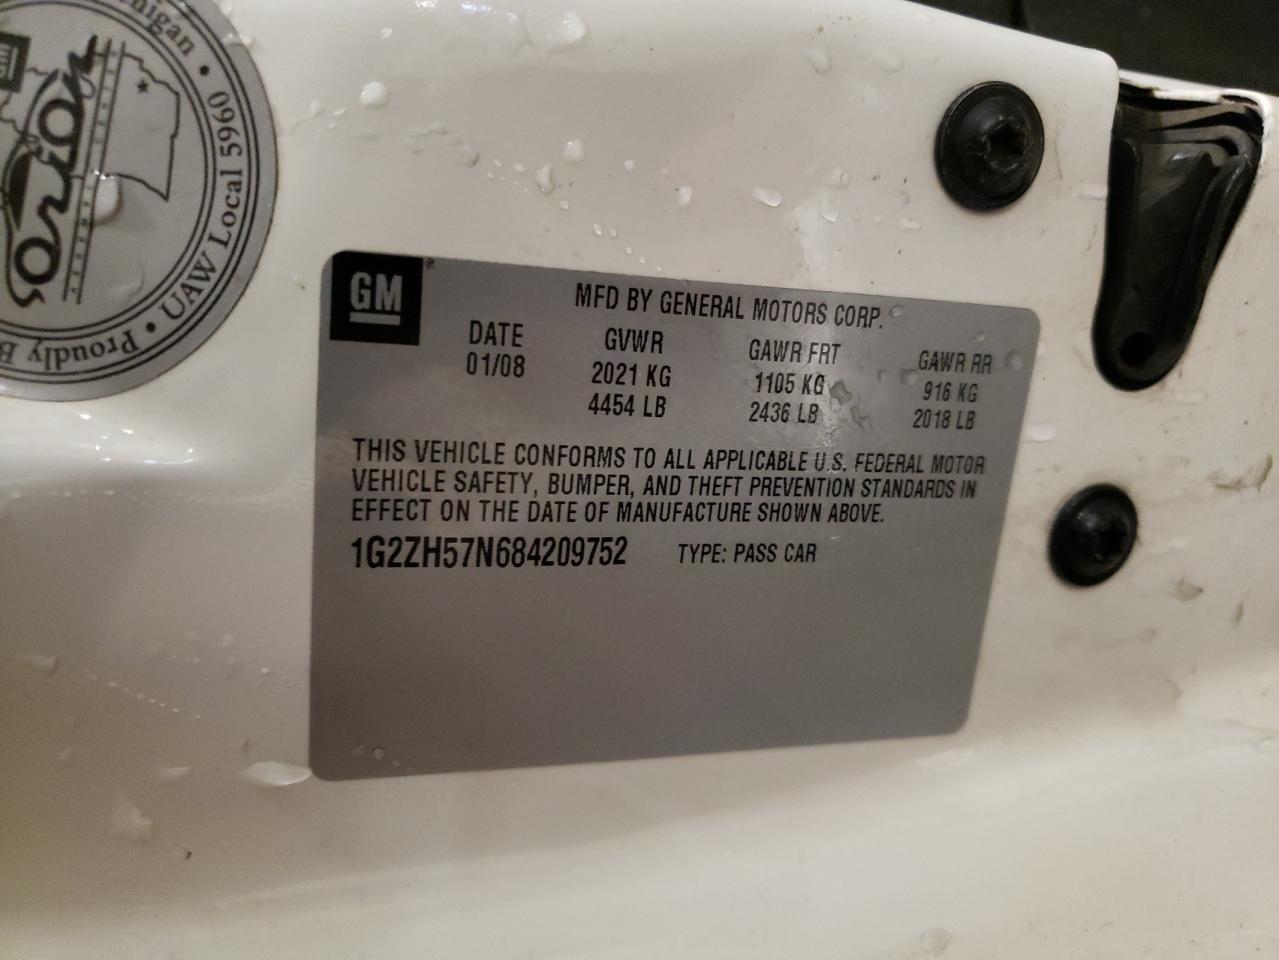 GM
MFD BY GENERAL MOTORS CORP.
DATE GVWR GAWR FRT GAWR RR
01/08 2021 KG 1105 KG 916 KG
4454 LB 2436 LB 2018 LB
THIS VEHICLE CONFORMS TO ALL APPLICABLE U.S. FEDERAL MOTOR
VEHICLE SAFETY, BUMPER, AND THEFT PREVENTION STANDARDS IN
EFFECT ON THE DATE OF MANUFACTURE SHOWN ABOVE.
1G2ZH57N684209752 TYPE: PASS CAR
Orion
GM
UAW Local 5960
Proudly B